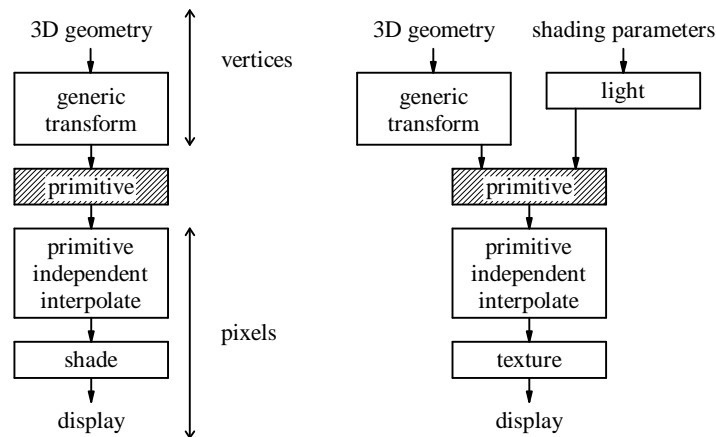 3D geometry
vertices
generic
transform
primitive
primitive
independent
interpolate
pixels
shade
display
3D geometry
shading parameters
generic
transform
light
primitive
primitive
independent
interpolate
texture
display